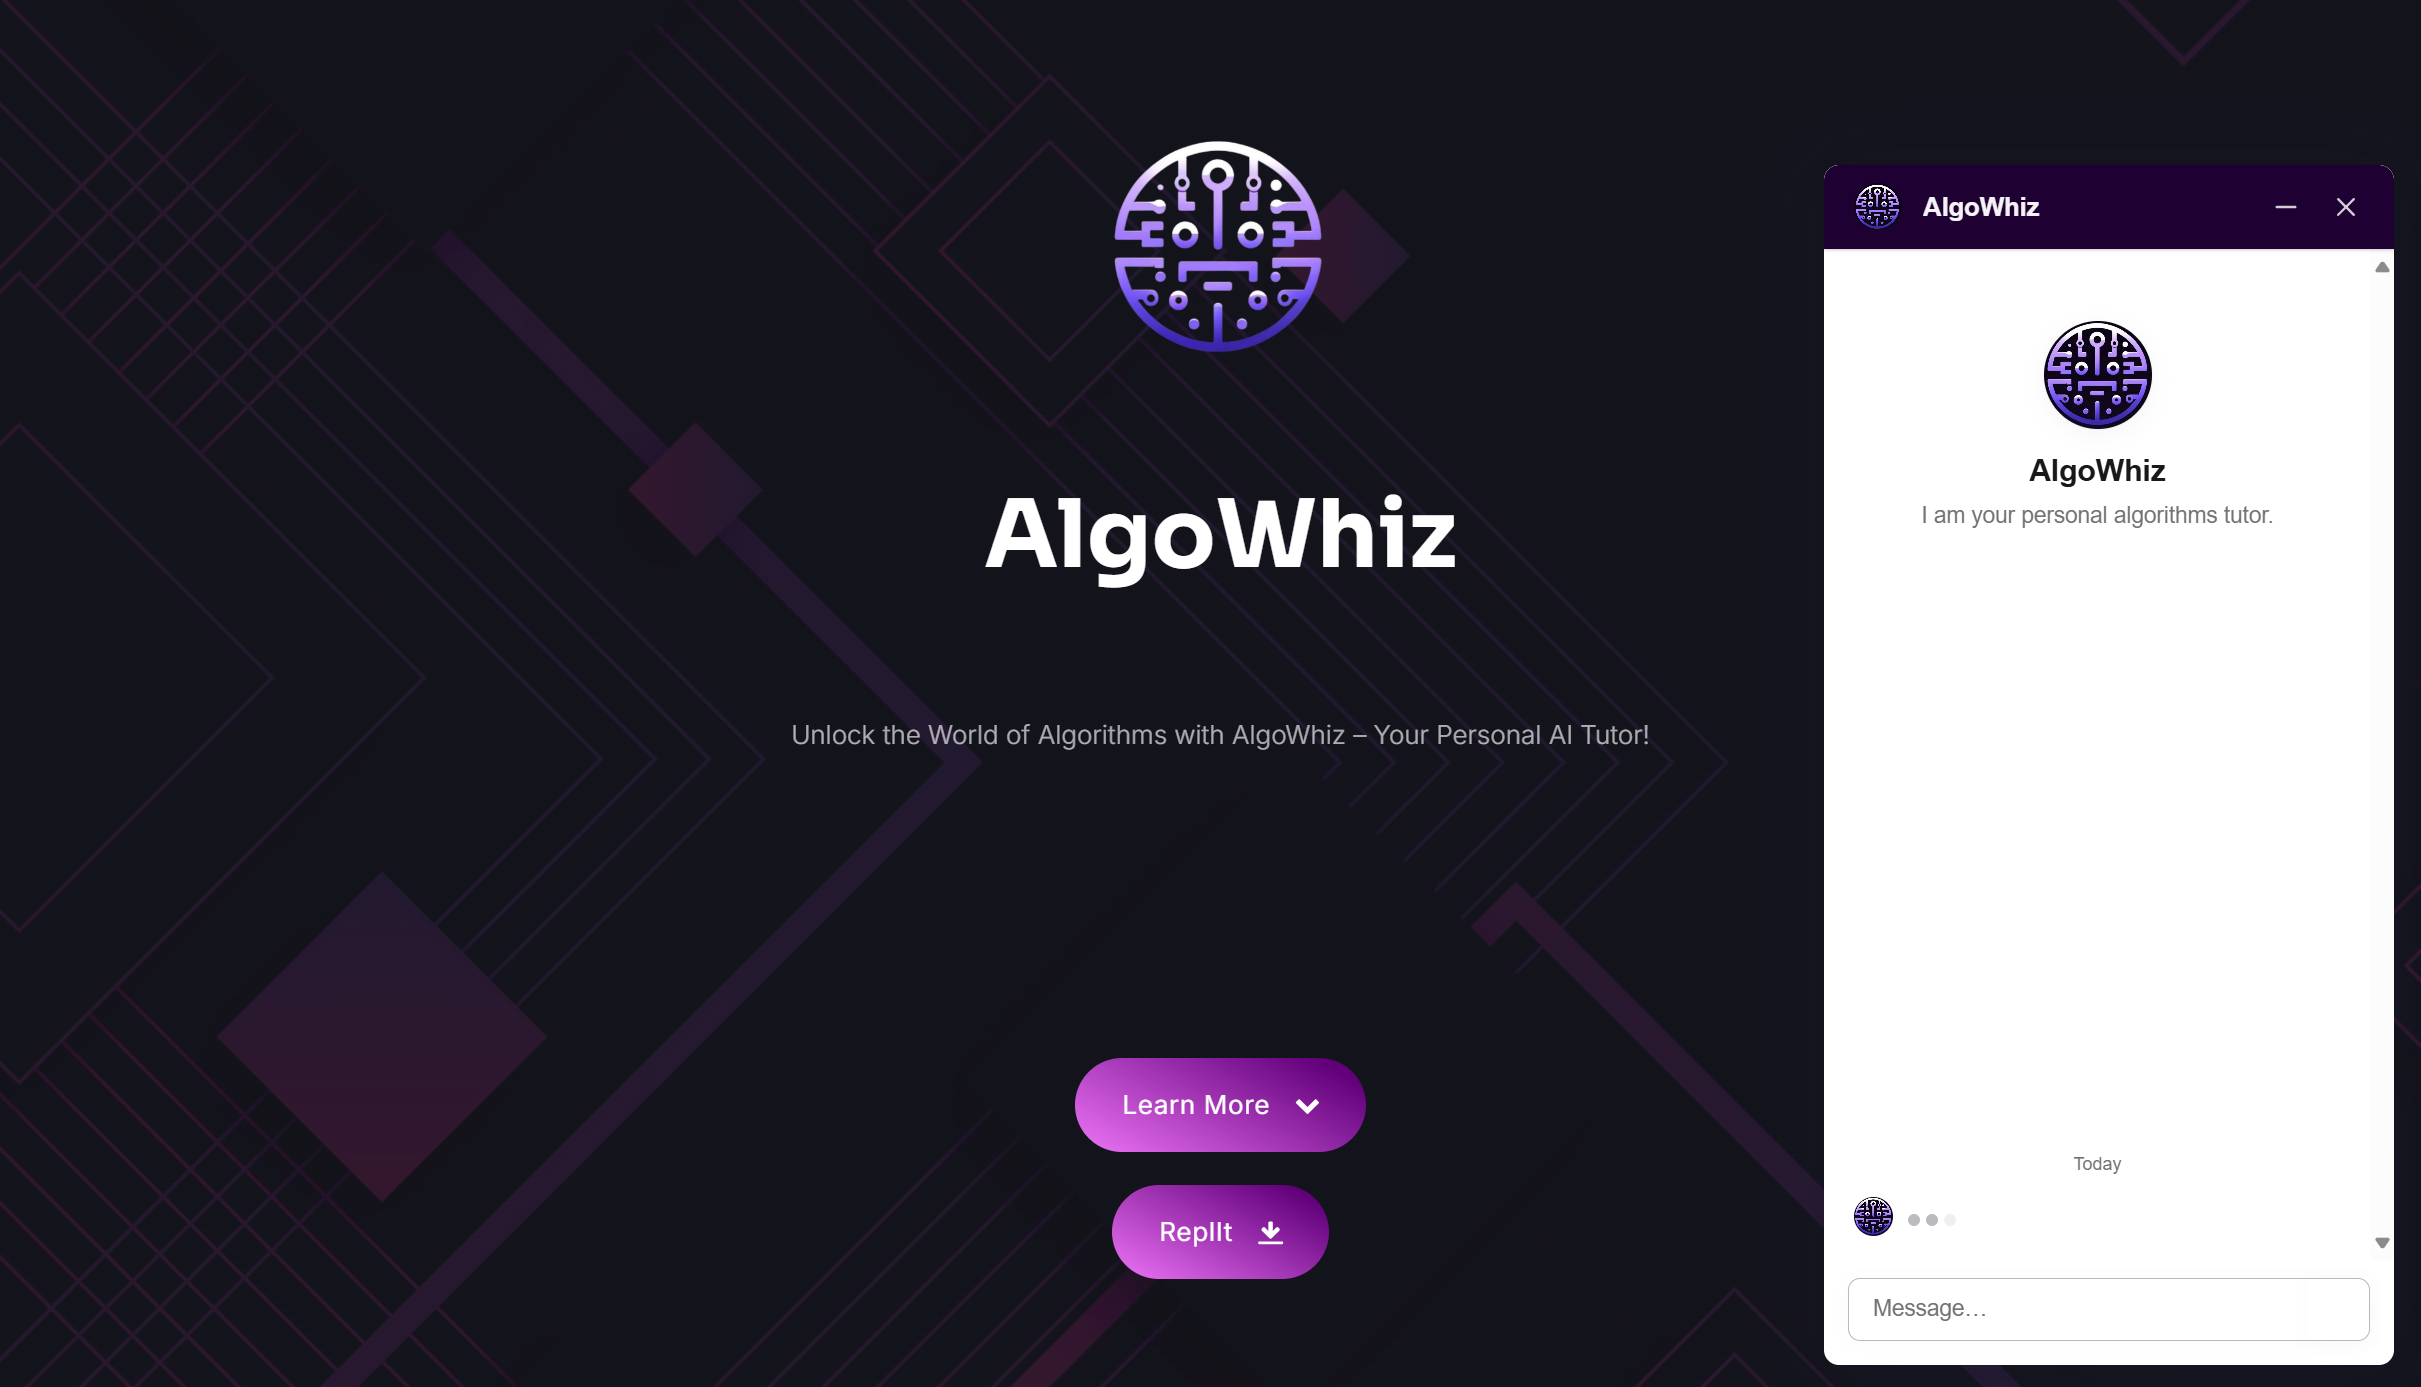 AlgoWhiz
Unlock the World of Algorithms with AlgoWhiz – Your Personal AI Tutor!
Learn More
ReplIt
AlgoWhiz
AlgoWhiz
I am your personal algorithms tutor.
Today
Message…